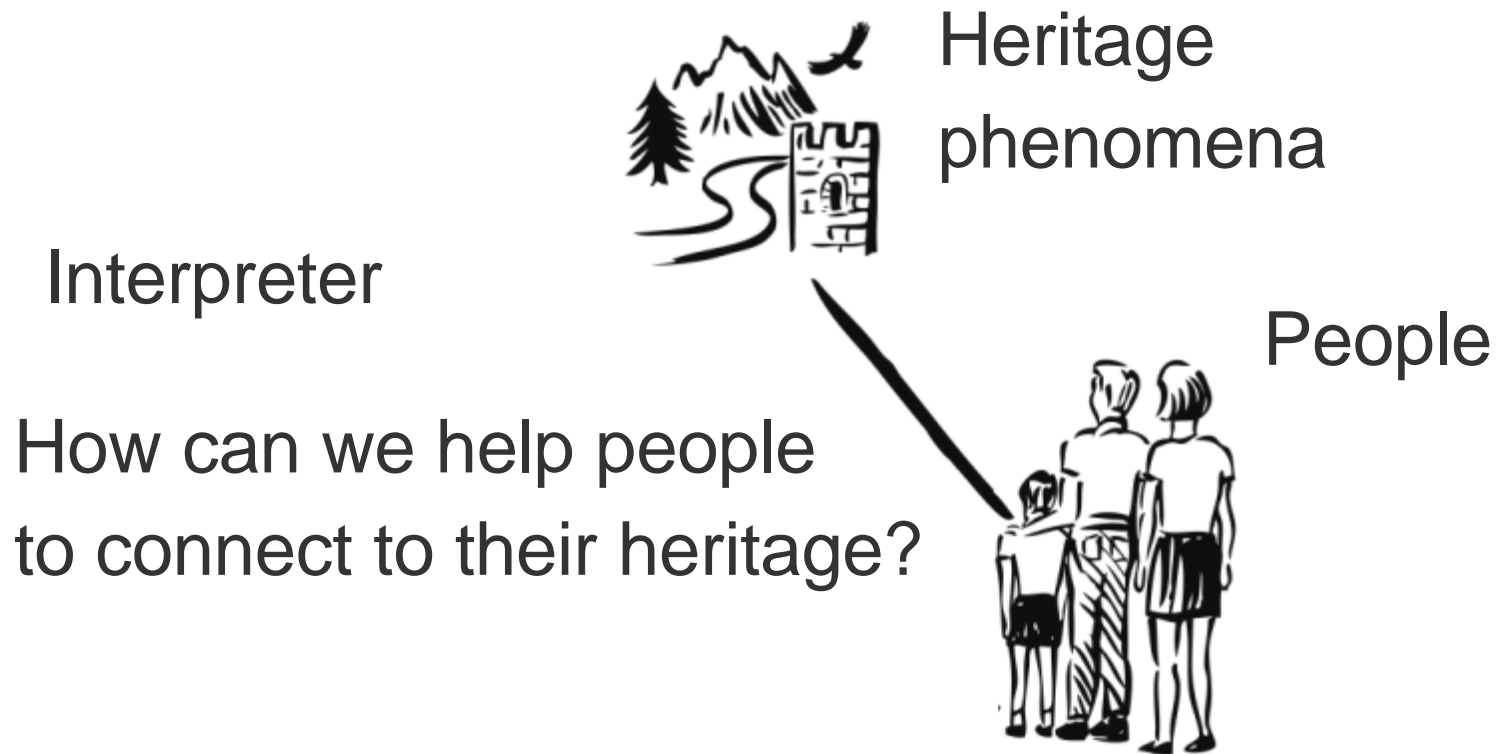 Heritage
phenomena
Interpreter
People
How can we help people
to connect to their heritage?